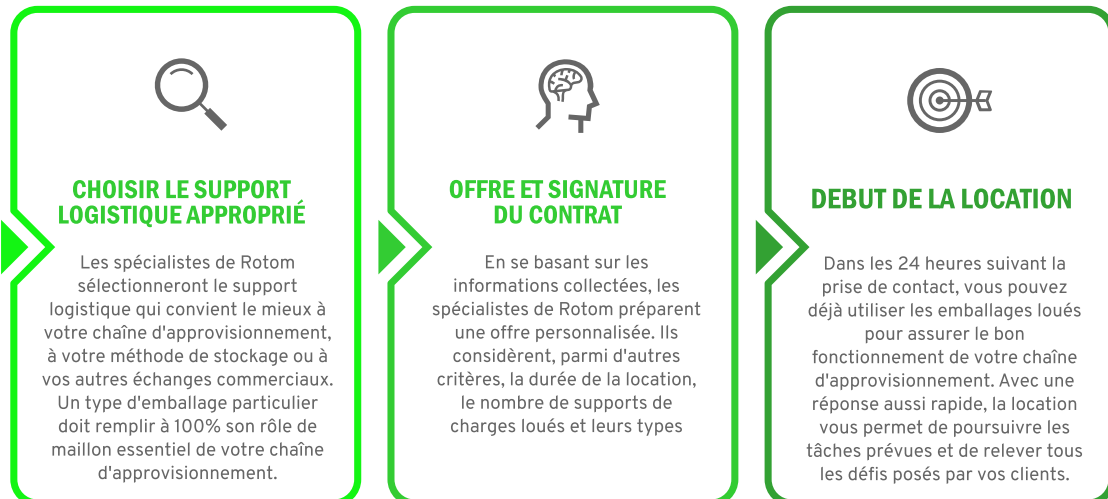 CHOISIR LE SUPPORT
LOGISTIQUE APPROPRIÉ
Les spécialistes de Rotom
sélectionneront le support
logistique qui convient le mieux à
votre chaîne d'approvisionnement,
à votre méthode de stockage ou à
vos autres échanges commerciaux.
Un type d'emballage particulier
doit remplir à 100% son rôle de
maillon essentiel de votre chaîne
d'approvisionnement.
OFFRE ET SIGNATURE
DU CONTRAT
En se basant sur les
informations collectées, les
spécialistes de Rotom préparent
une offre personnalisée. Ils
considèrent, parmi d'autres
critères, la durée de la location,
le nombre de supports de
charges loués et leurs types
DEBUT DE LA LOCATION
Dans les 24 heures suivant la
prise de contact, vous pouvez
déjà utiliser les emballages loués
pour assurer le bon
fonctionnement de votre chaîne
d'approvisionnement. Avec une
réponse aussi rapide, la location
vous permet de poursuivre les
tâches prévues et de relever tous
les défis posés par vos clients.